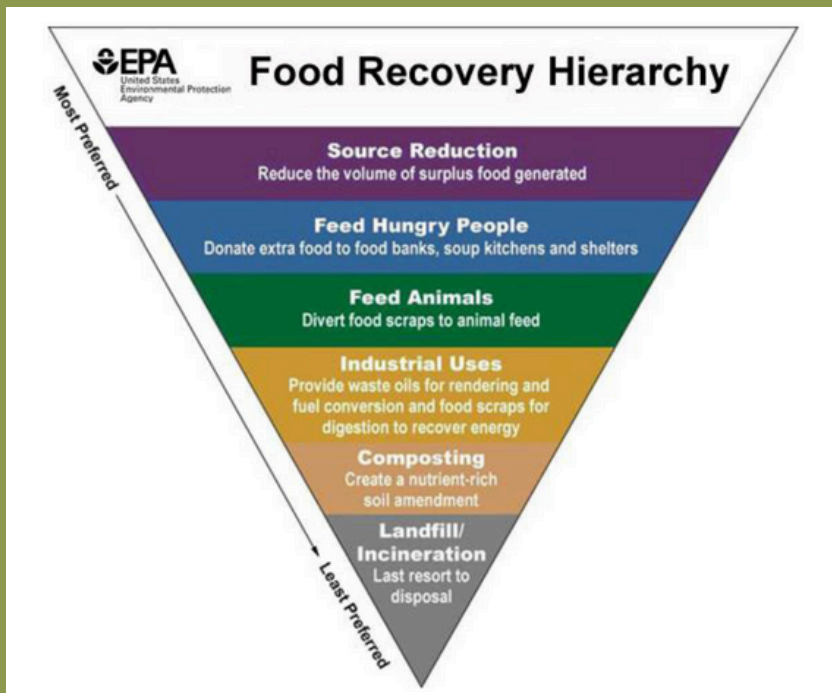 EPA
United States
Environmental Protection
Agency
Food Recovery Hierarchy
Most Preferred
Source Reduction
Reduce the volume of surplus food generated
Feed Hungry People
Donate extra food to food banks, soup kitchens and shelters
Feed Animals
Divert food scraps to animal feed
Industrial Uses
Provide waste oils for rendering and
fuel conversion and food scraps for
digestion to recover energy
Composting
Create a nutrient-rich
soil amendment
Landfill/
Incineration
Last resort to
disposal
Least Preferred